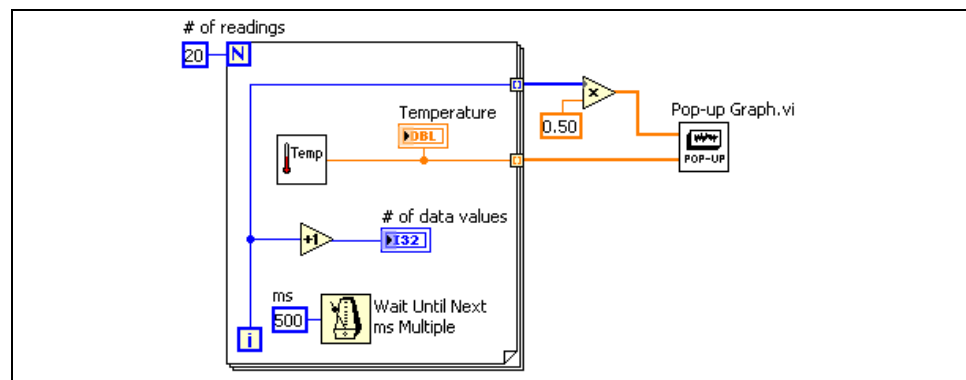 # of readings
20
N
Temperature
DBL
Temp
×
0.50
Pop-up Graph.vi
POP-UP
# of data values
+1
I32
ms
500
Wait Until Next
ms Multiple
i